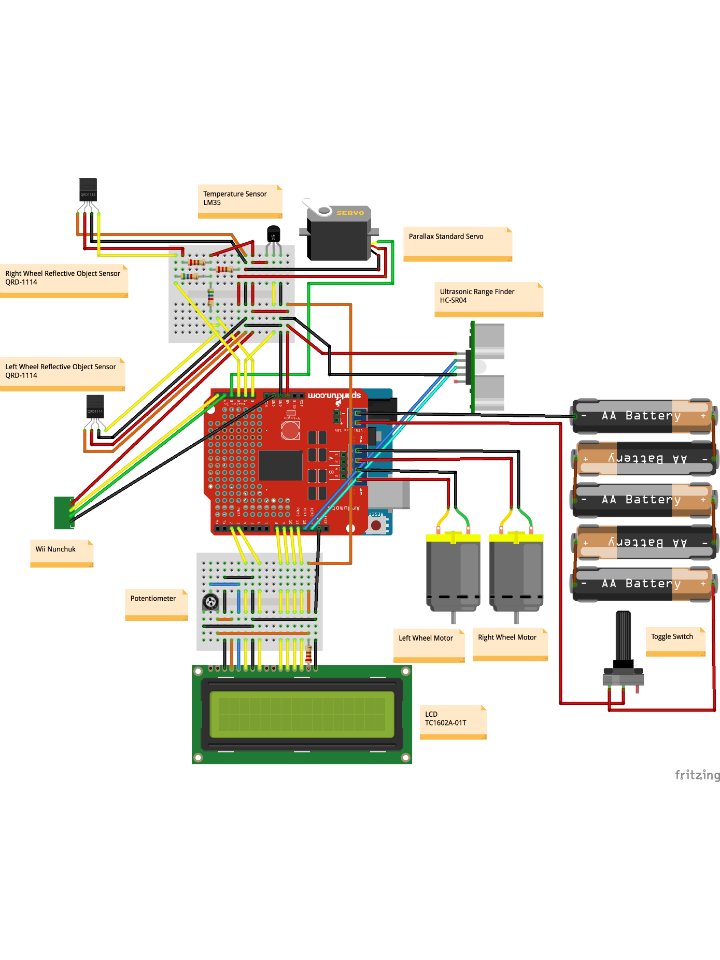 Temperature Sensor
LM35
SERVO
Parallax Standard Servo
Right Wheel Reflective Object Sensor
QRD-1114
Ultrasonic Range Finder
HC-SR04
Left Wheel Reflective Object Sensor
QRD-1114
sparkfun.com
AA Battery
AA Battery
AA Battery
AA Battery
AA Battery
Wii Nunchuk
Potentiometer
Left Wheel Motor
Right Wheel Motor
Toggle Switch
LCD
TC1602A-01T
fritzing